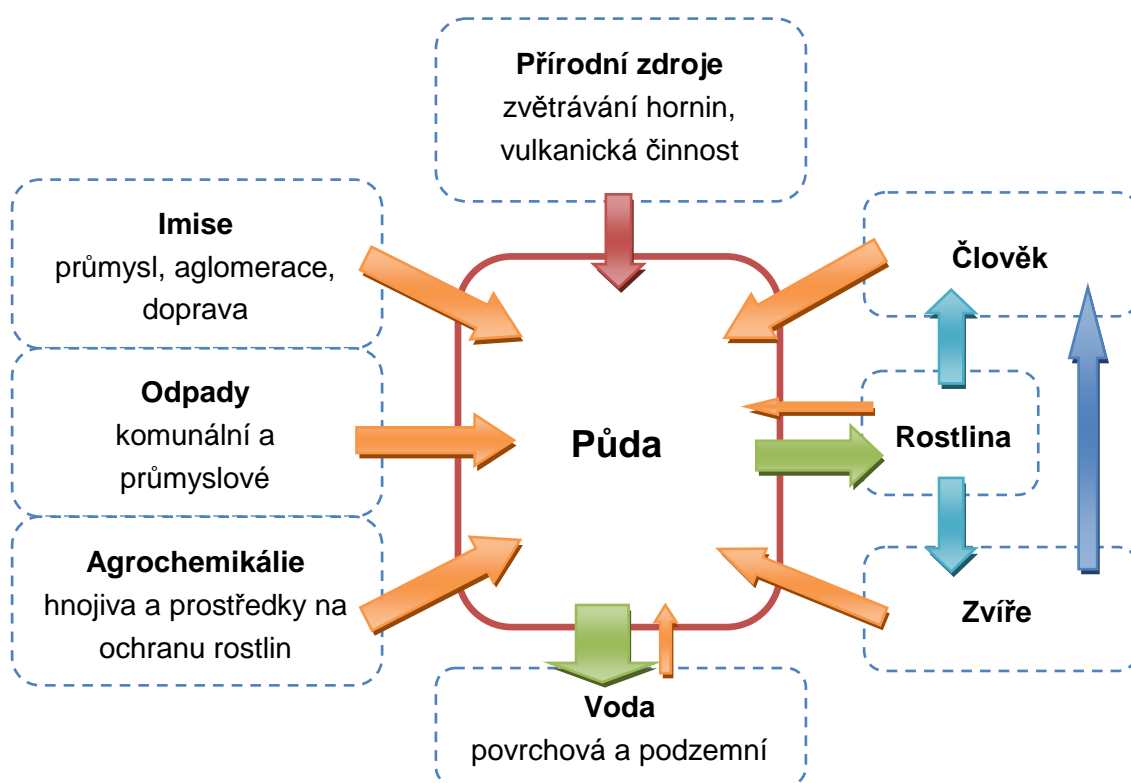 Přírodní zdroje
zvětrávání hornin,
vulkanická činnost
Imise
průmysl, aglomerace,
doprava
Člověk
Odpady
komunální a
průmyslové
Půda
Rostlina
Agrochemikálie
hnojiva a prostředky na
ochranu rostlin
Zvíře
Voda
povrchová a podzemní